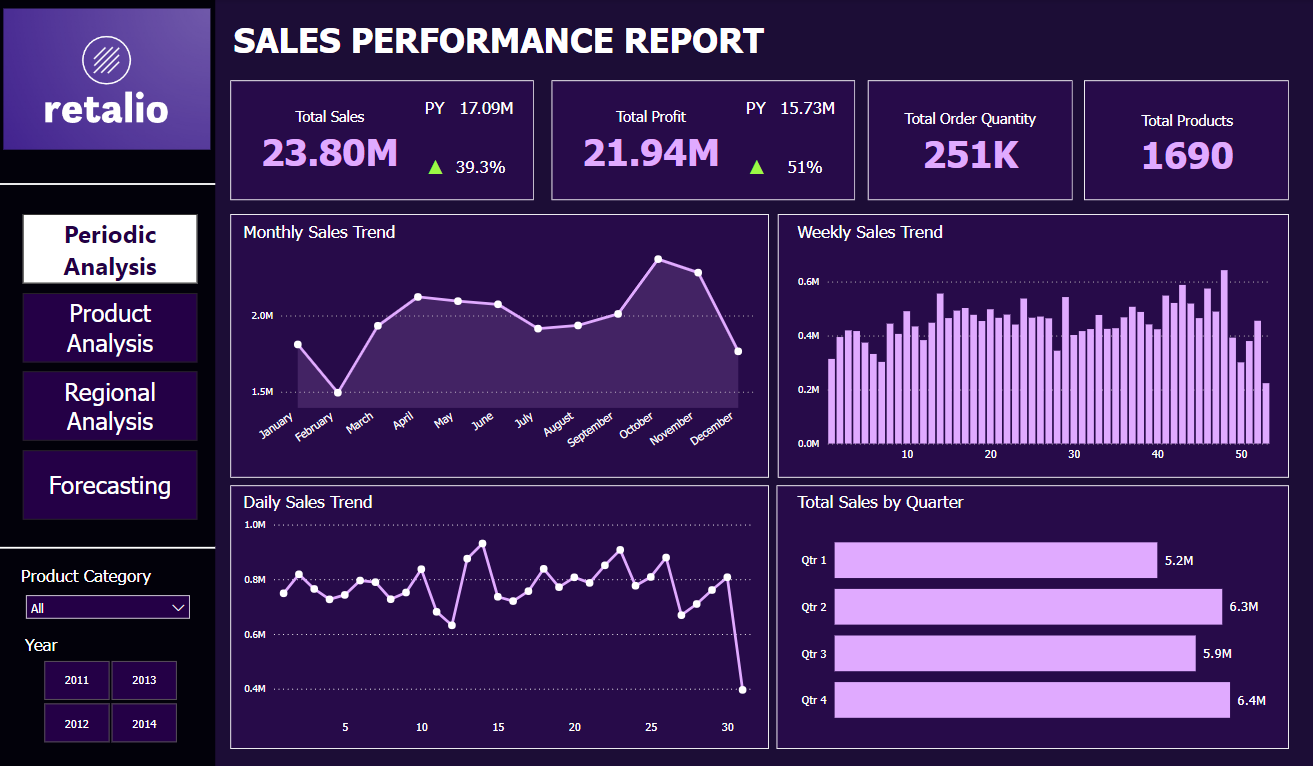 retalio
SALES PERFORMANCE REPORT
Total Sales
23.80M
PY 17.09M
▲ 39.3%
Total Profit
21.94M
PY 15.73M
▲ 51%
Total Order Quantity
251K
Total Products
1690
Periodic
Analysis
Product
Analysis
Regional
Analysis
Forecasting
Product Category
All
Year
2011 2013
2012 2014
Monthly Sales Trend
2.0M
1.5M
January February March April May June July August September October November December
Weekly Sales Trend
0.6M
0.4M
0.2M
0.0M
10 20 30 40 50
Daily Sales Trend
1.0M
0.8M
0.6M
0.4M
5 10 15 20 25 30
Total Sales by Quarter
Qtr 1 5.2M
Qtr 2 6.3M
Qtr 3 5.9M
Qtr 4 6.4M